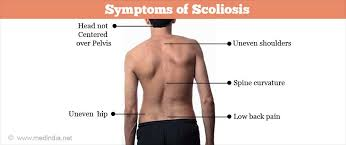 Symptoms of Scoliosis
Head not
Centered
over Pelvis
Uneven shoulders
Spine curvature
Uneven hip
Low back pain
www.medindia.net